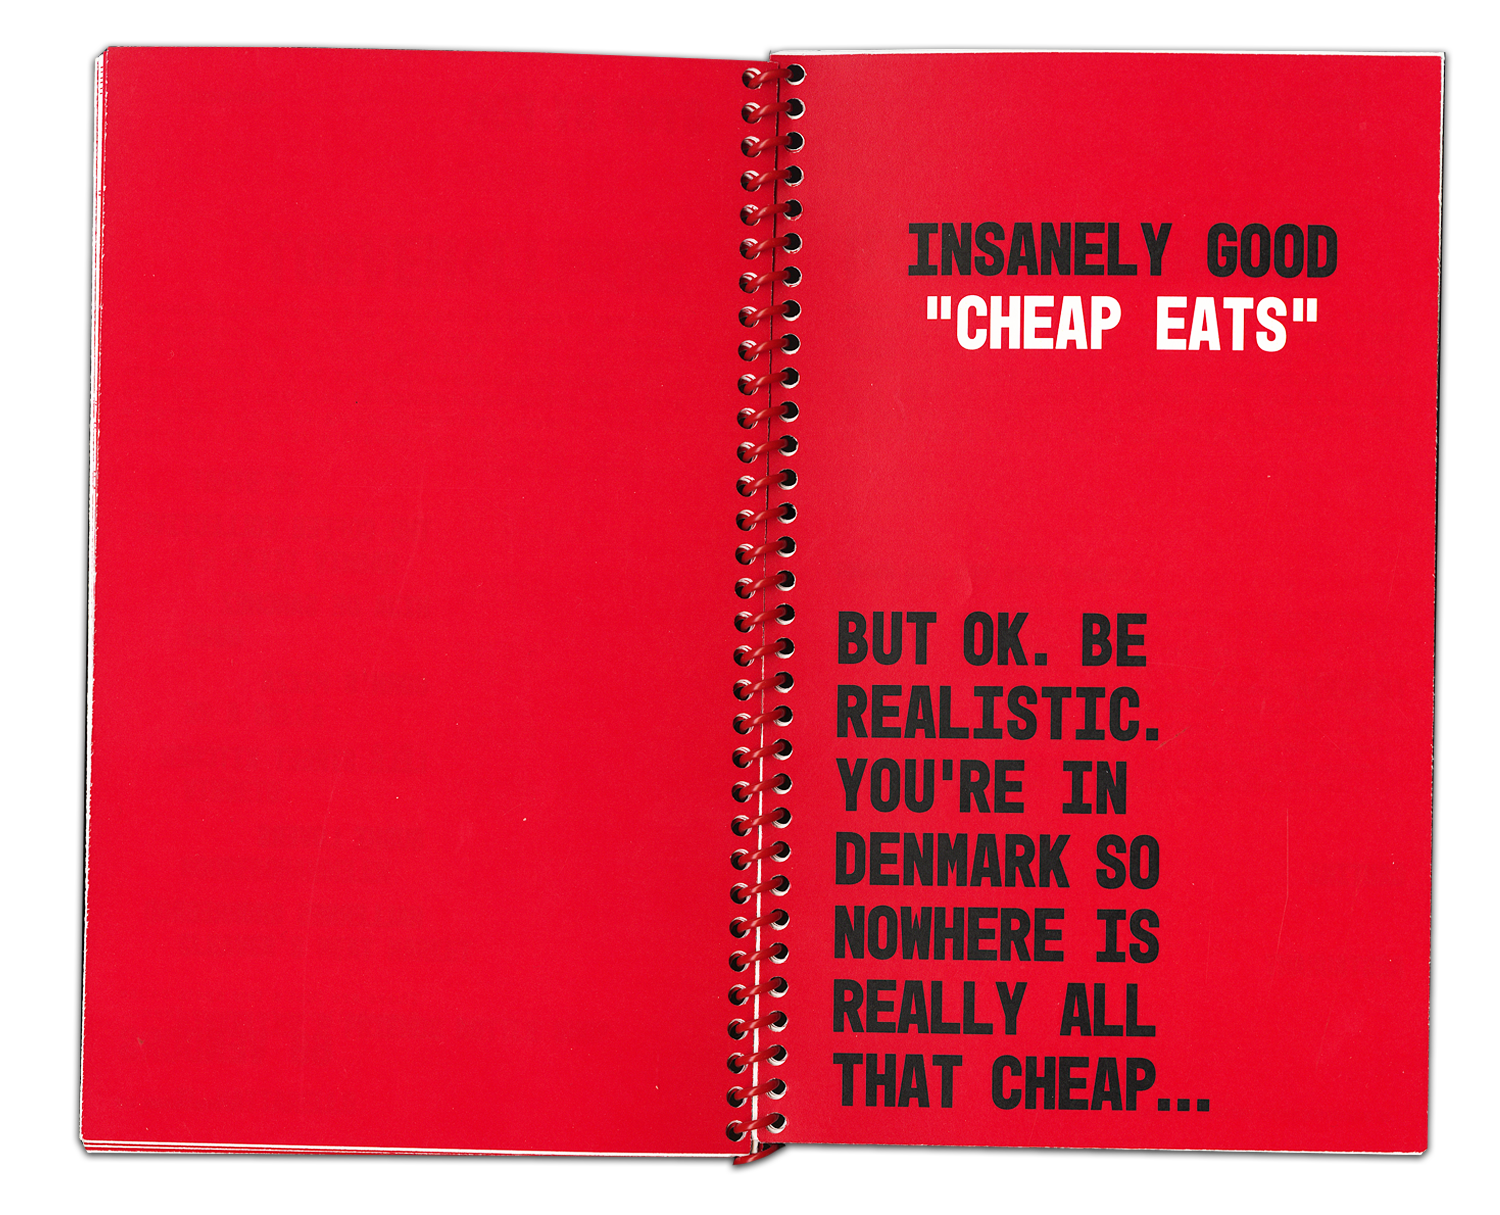 INSANELY GOOD
"CHEAP EATS"
BUT OK. BE
REALISTIC.
YOU'RE IN
DENMARK SO
NOWHERE IS
REALLY ALL
THAT CHEAP...